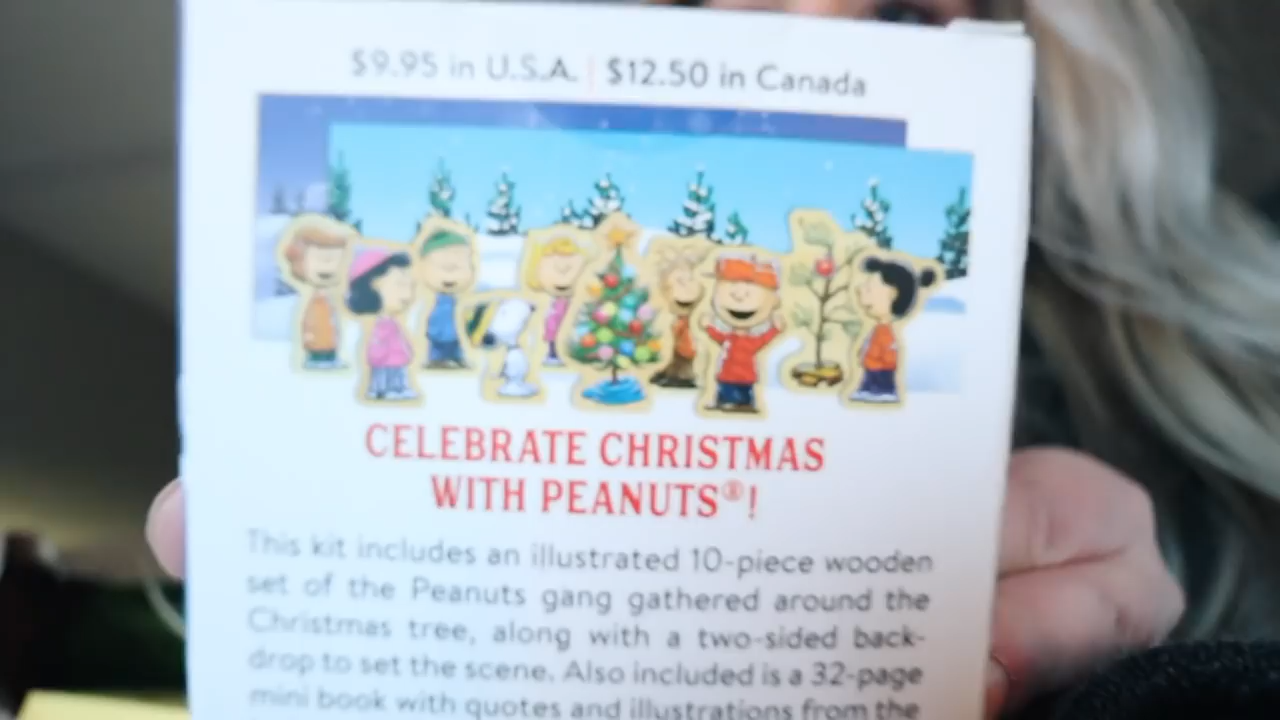 $9.95 in U.S.A. | $12.50 in Canada
CELEBRATE CHRISTMAS
WITH PEANUTS®!
This kit includes an illustrated 10-piece wooden
set of the Peanuts gang gathered around the
Christmas tree, along with a two-sided back-
drop to set the scene. Also included is a 32-page
mini book with quotes and illustrations from the